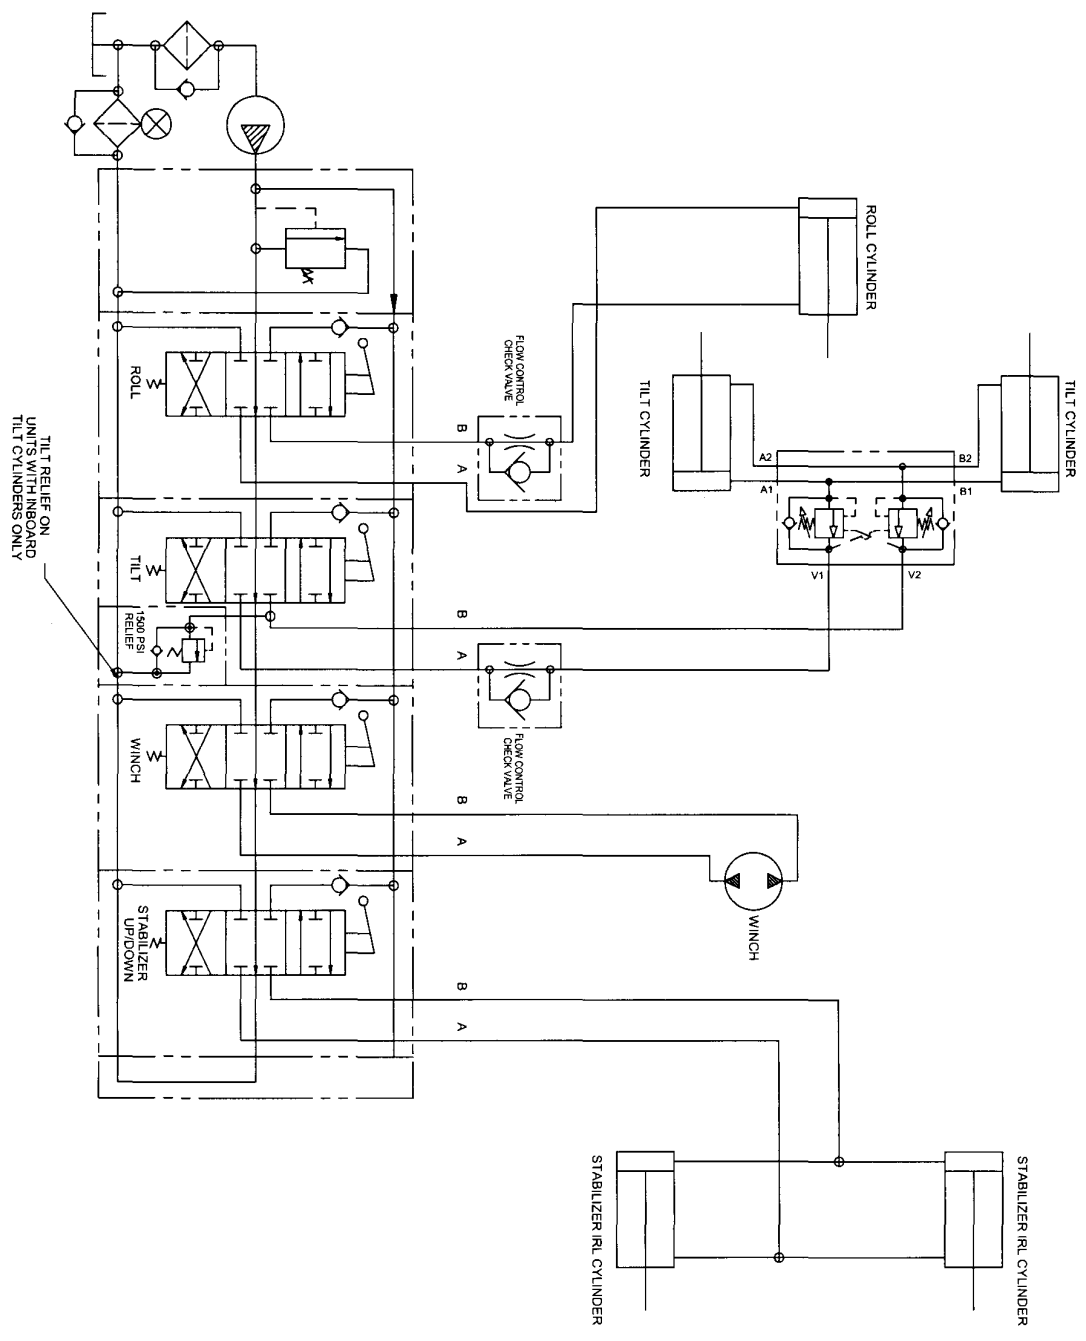 ROLL CYLINDER
TILT CYLINDER
TILT CYLINDER
FLOW CONTROL
CHECK VALVE
A2
A1
B2
B1
V1
V2
B
A
ROLL
TILT
B
A
1500 PSI
RELIEF
TILT RELIEF ON
UNITS WITH INBOARD
TILT CYLINDERS ONLY
FLOW CONTROL
CHECK VALVE
WINCH
B
A
WINCH
STABILIZER
UP/DOWN
B
A
STABILIZER IRL CYLINDER
STABILIZER IRL CYLINDER